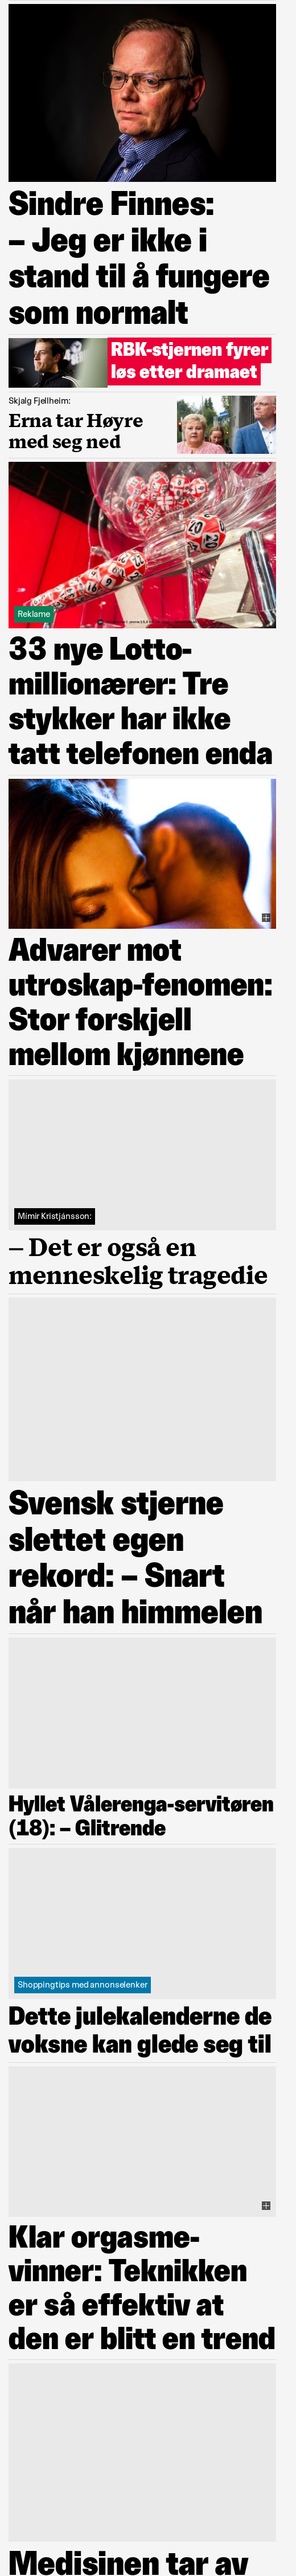 Sindre Finnes:
– Jeg er ikke i
stand til å fungere
som normalt
RBK-stjernen fyrer
løs etter dramaet
Skjalg Fjellheim:
Erna tar Høyre
med seg ned
20
20
Reklame
33 nye Lotto-
millionærer: Tre
stykker har ikke
tatt telefonen enda
Advarer mot
utroskap-fenomen:
Stor forskjell
mellom kjønnene
Mímir Kristjánsson:
– Det er også en
menneskelig tragedie
Svensk stjerne
slettet egen
rekord: – Snart
når han himmelen
Hyllet Vålerenga-servitøren
(18): – Glitrende
Shoppingtips med annonselenker
Dette julekalenderne de
voksne kan glede seg til
Klar orgasme-
vinner: Teknikken
er så effektiv at
den er blitt en trend
Medisinen tar av